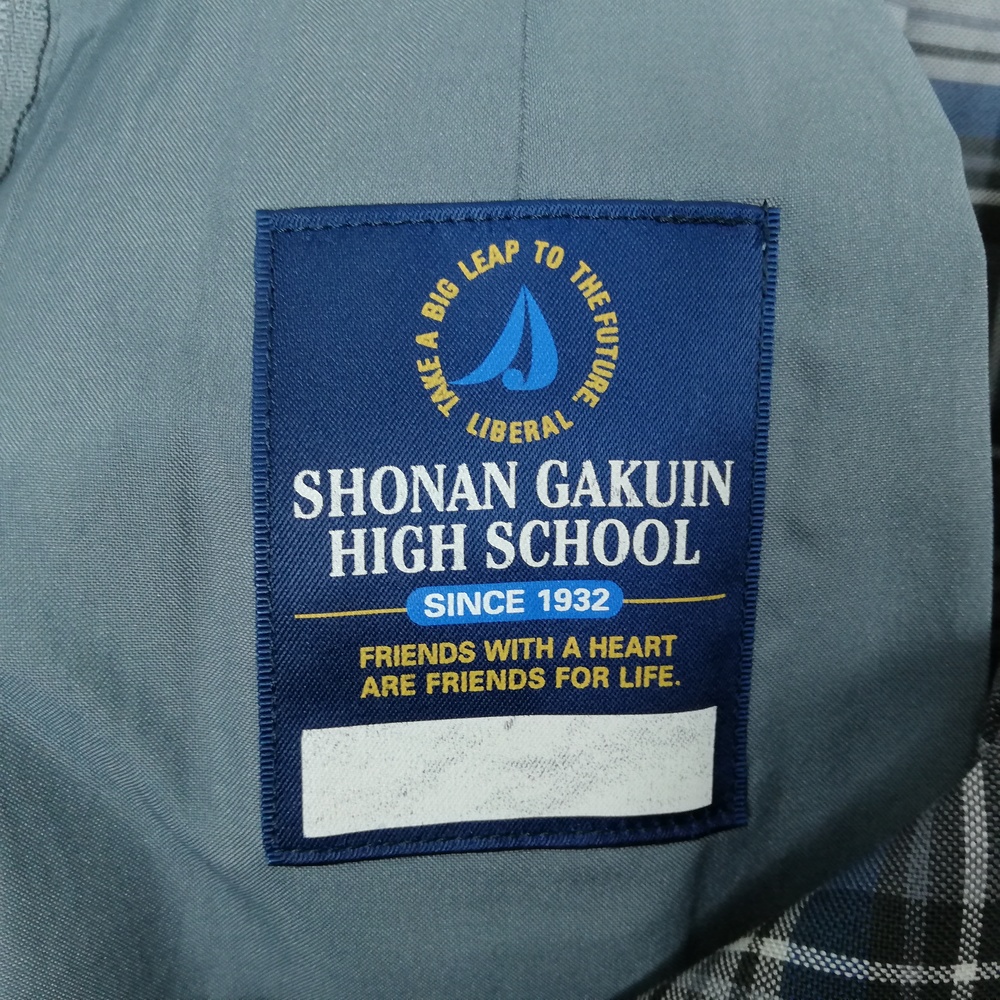 TAKE A BIG LEAP TO THE FUTURE.
LIBERAL
SHONAN GAKUIN
HIGH SCHOOL
SINCE 1932
FRIENDS WITH A HEART
ARE FRIENDS FOR LIFE.